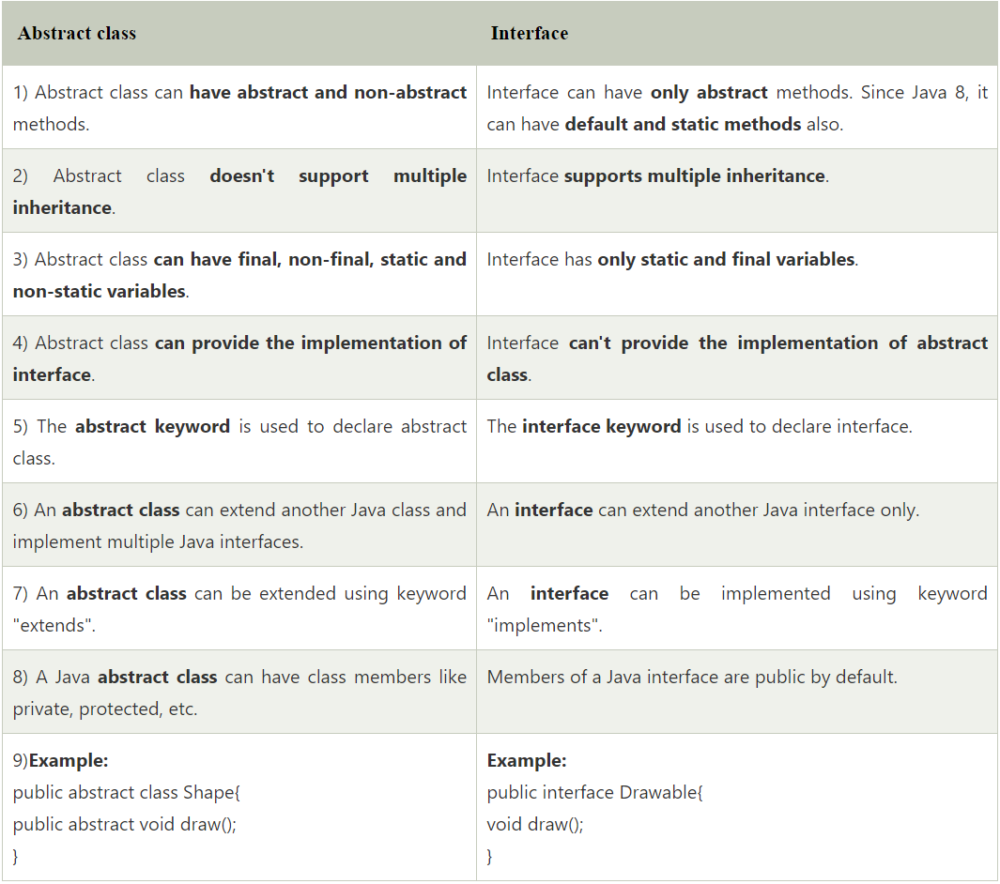 Abstract class
Interface
1) Abstract class can have abstract and non-abstract
methods.
Interface can have only abstract methods. Since Java 8, it
can have default and static methods also.
2) Abstract class doesn't support multiple
inheritance.
Interface supports multiple inheritance.
3) Abstract class can have final, non-final, static and
non-static variables.
Interface has only static and final variables.
4) Abstract class can provide the implementation of
interface.
Interface can't provide the implementation of abstract
class.
5) The abstract keyword is used to declare abstract
class.
The interface keyword is used to declare interface.
6) An abstract class can extend another Java class and
implement multiple Java interfaces.
An interface can extend another Java interface only.
7) An abstract class can be extended using keyword
"extends".
An interface can be implemented using keyword
"implements".
8) A Java abstract class can have class members like
private, protected, etc.
Members of a Java interface are public by default.
9)Example:
public abstract class Shape{
public abstract void draw();
}
Example:
public interface Drawable{
void draw();
}